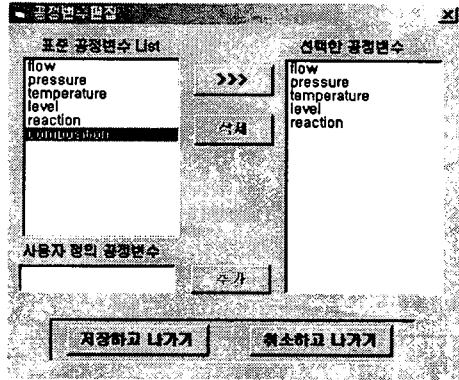 공정변수편집
표준 공정변수 List
flow
pressure
temperature
level
reaction
composition
>>>
삭제
선택한 공정변수
flow
pressure
temperature
level
reaction
사용자 정의 공정변수
추가
저장하고 나가기
취소하고 나가기